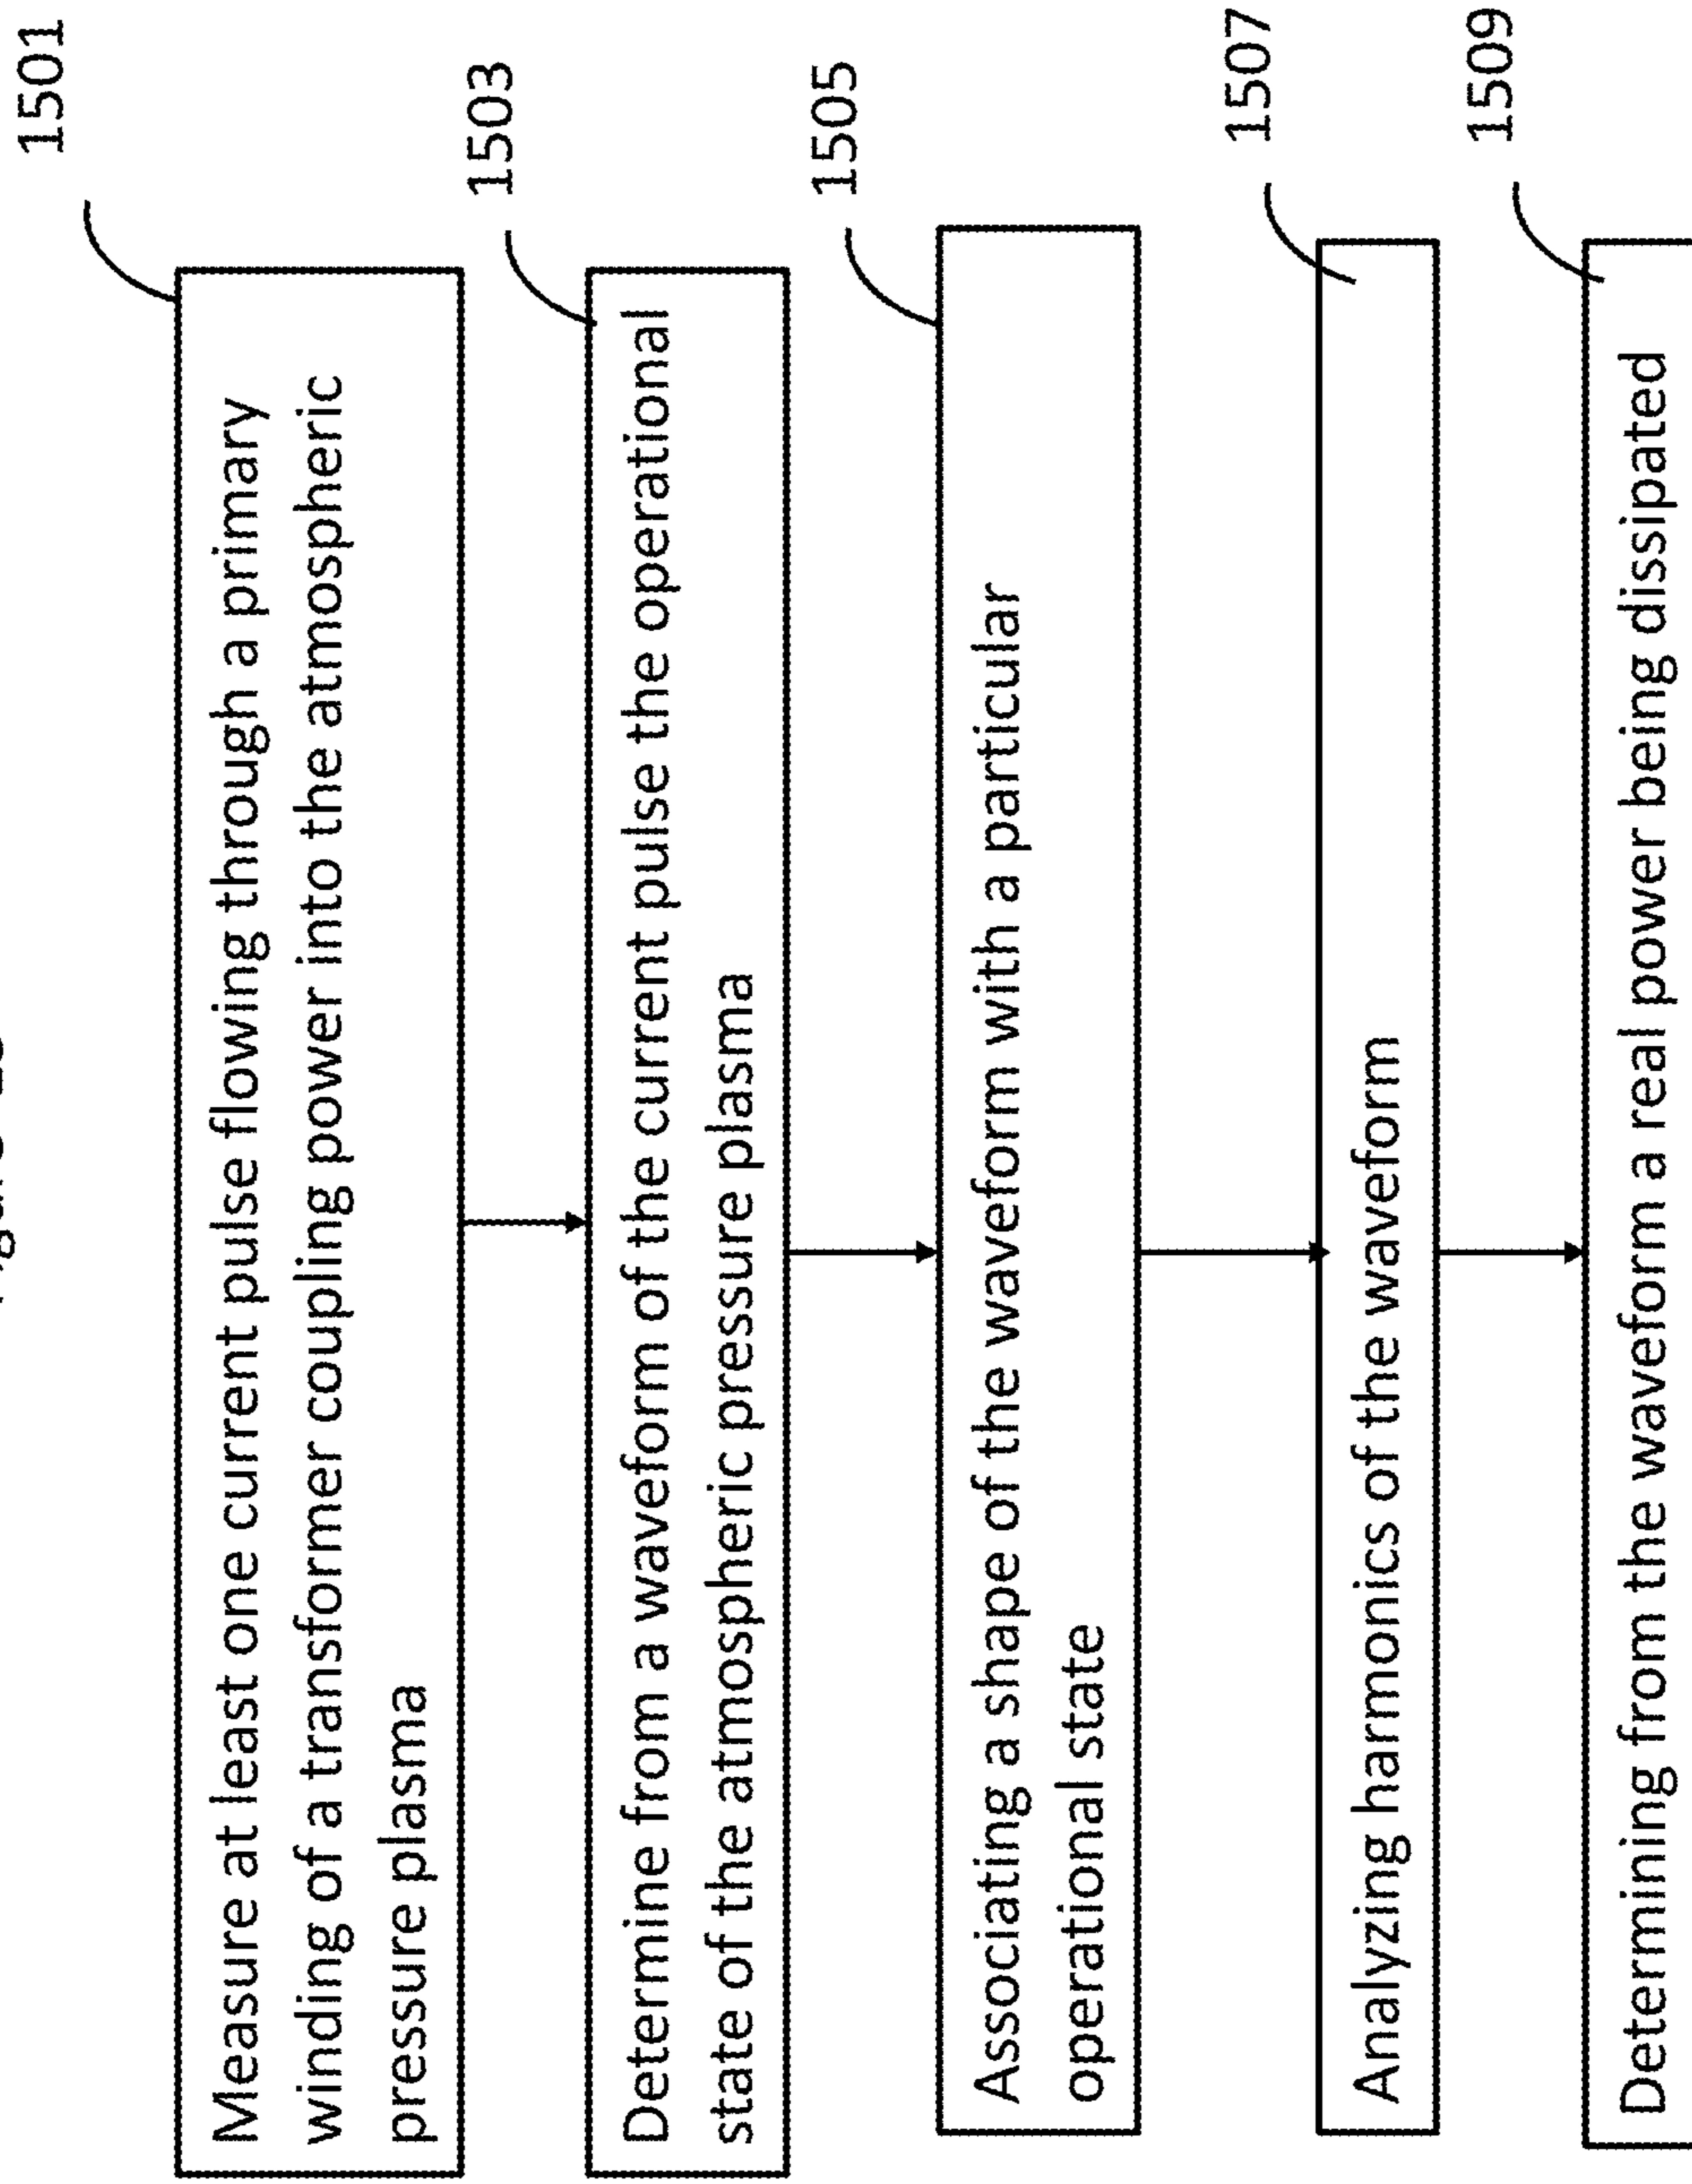 1501
Measure at least one current pulse flowing through a primary
winding of a transformer coupling power into the atmospheric
pressure plasma
1503
Determine from a waveform of the current pulse the operational
state of the atmospheric pressure plasma
1505
Associating a shape of the waveform with a particular
operational state
1507
Analyzing harmonics of the waveform
1509
Determining from the waveform a real power being dissipated